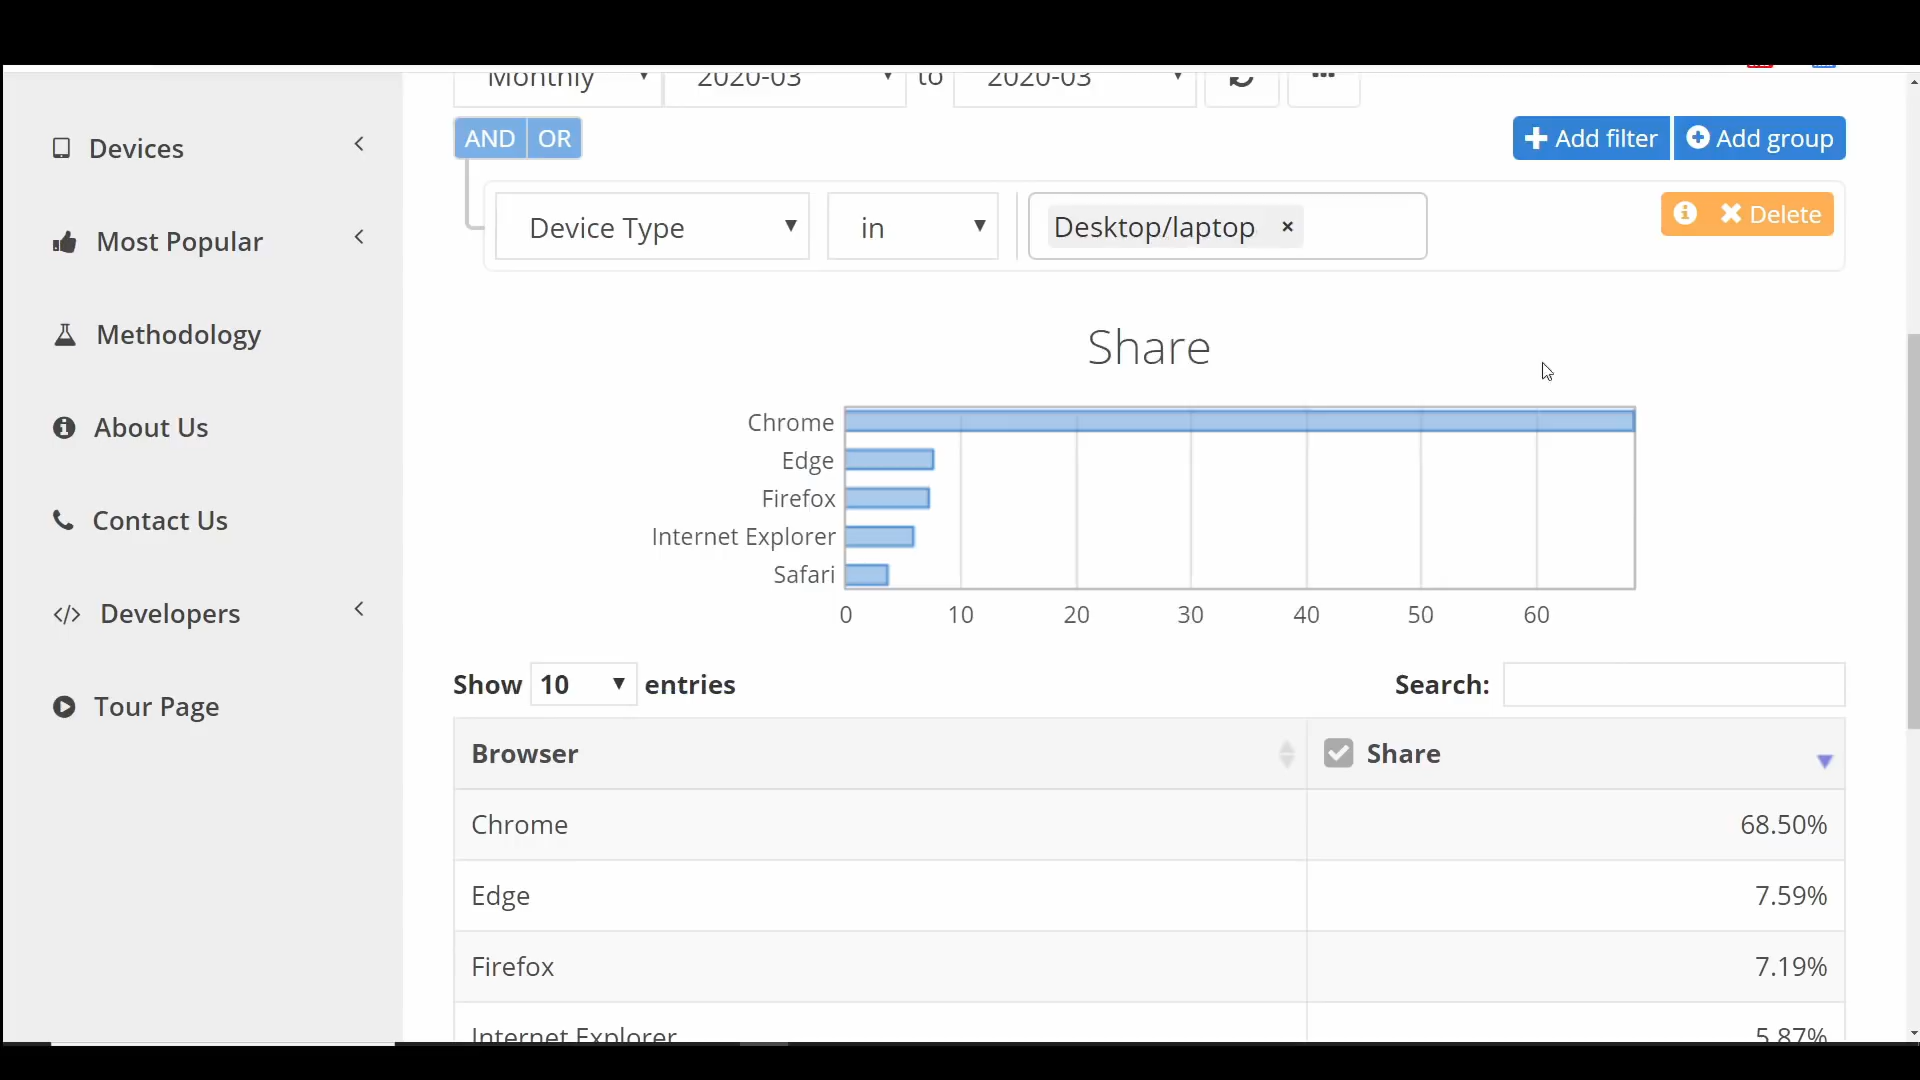 Monthly 2020-03 to 2020-03 ...
AND OR
Add filter Add group
Device Type in Desktop/laptop ×
Delete
Devices
Most Popular
Methodology
About Us
Contact Us
Developers
Tour Page
Share
Chrome
Edge
Firefox
Internet Explorer
Safari
0 10 20 30 40 50 60
Show 10 entries
Search:
Browser Share
Chrome 68.50%
Edge 7.59%
Firefox 7.19%
Internet Explorer 5.87%